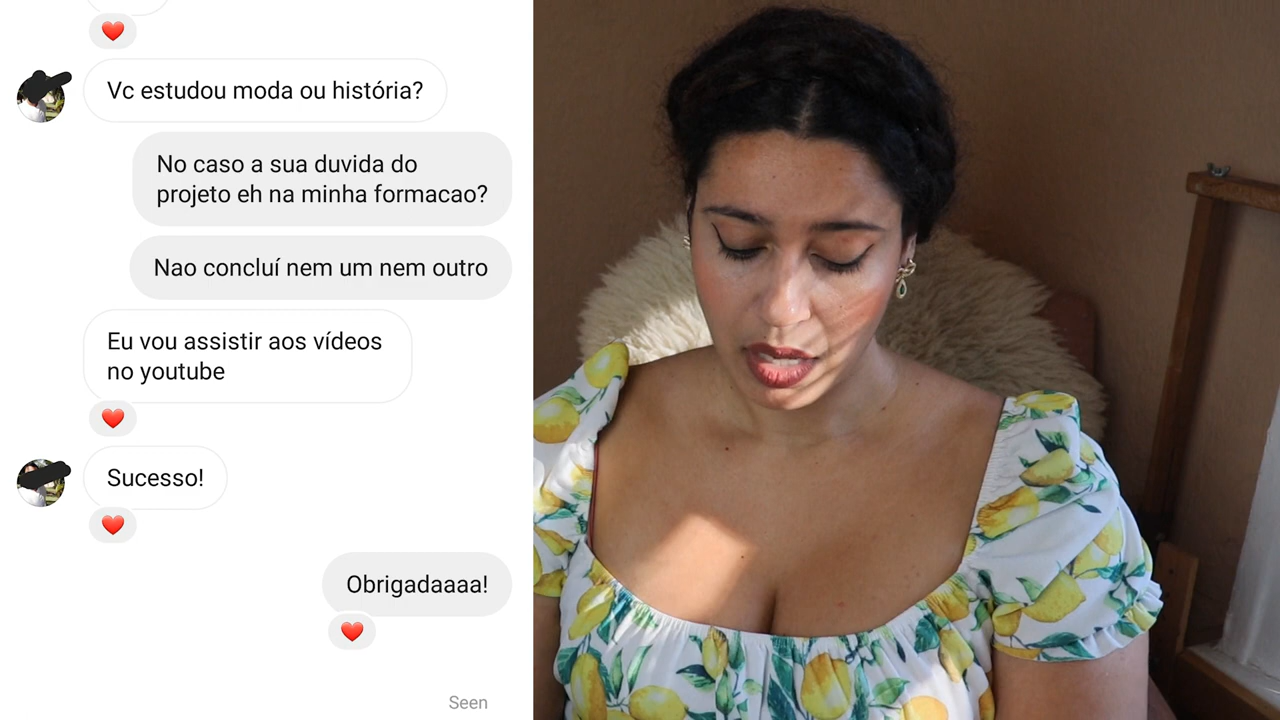 Vc estudou moda ou história?
No caso a sua duvida do
projeto eh na minha formacao?
Nao concluí nem um nem outro
Eu vou assistir aos vídeos
no youtube
Sucesso!
Obrigadaaaa!
Seen